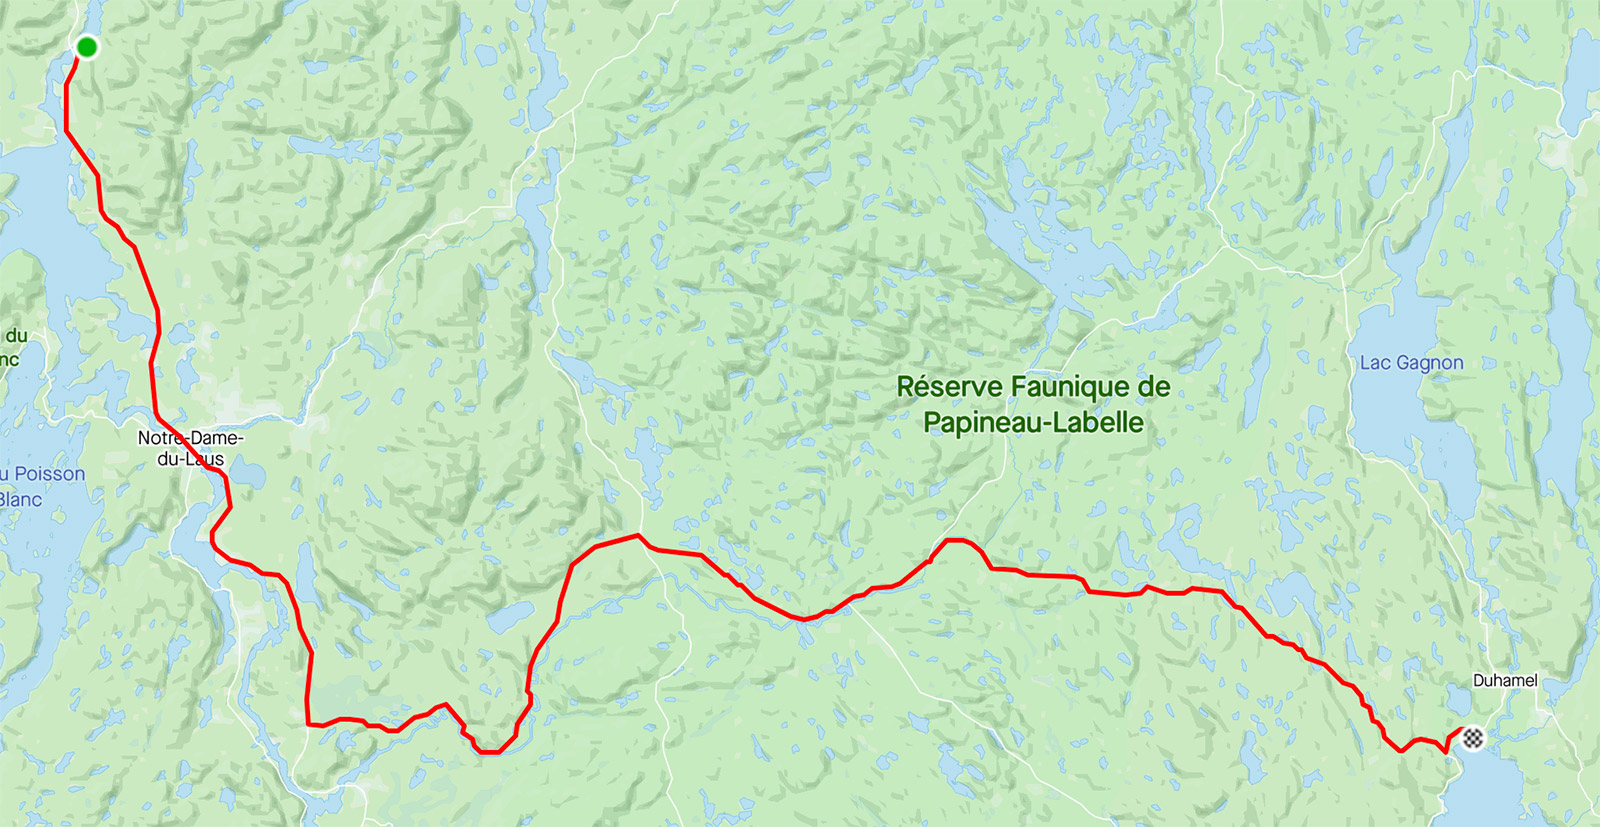 du
nc
Notre-Dame-
du-Laus
u Poisson
Blanc
Réserve Faunique de
Papineau-Labelle
Lac Gagnon
Duhamel